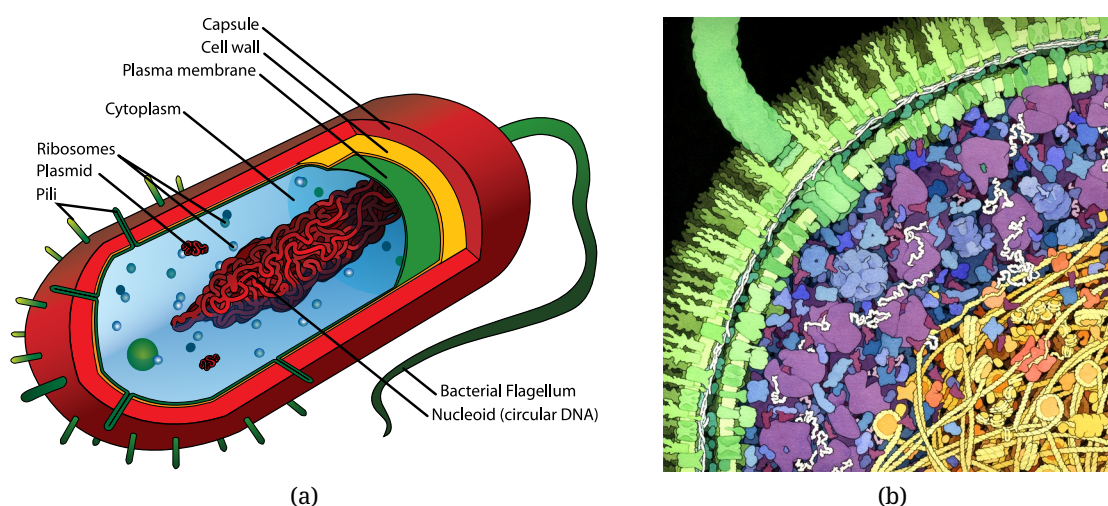 Capsule
Cell wall
Plasma membrane
Cytoplasm
Ribosomes
Plasmid
Pili
Bacterial Flagellum
Nucleoid (circular DNA)
(a)
(b)